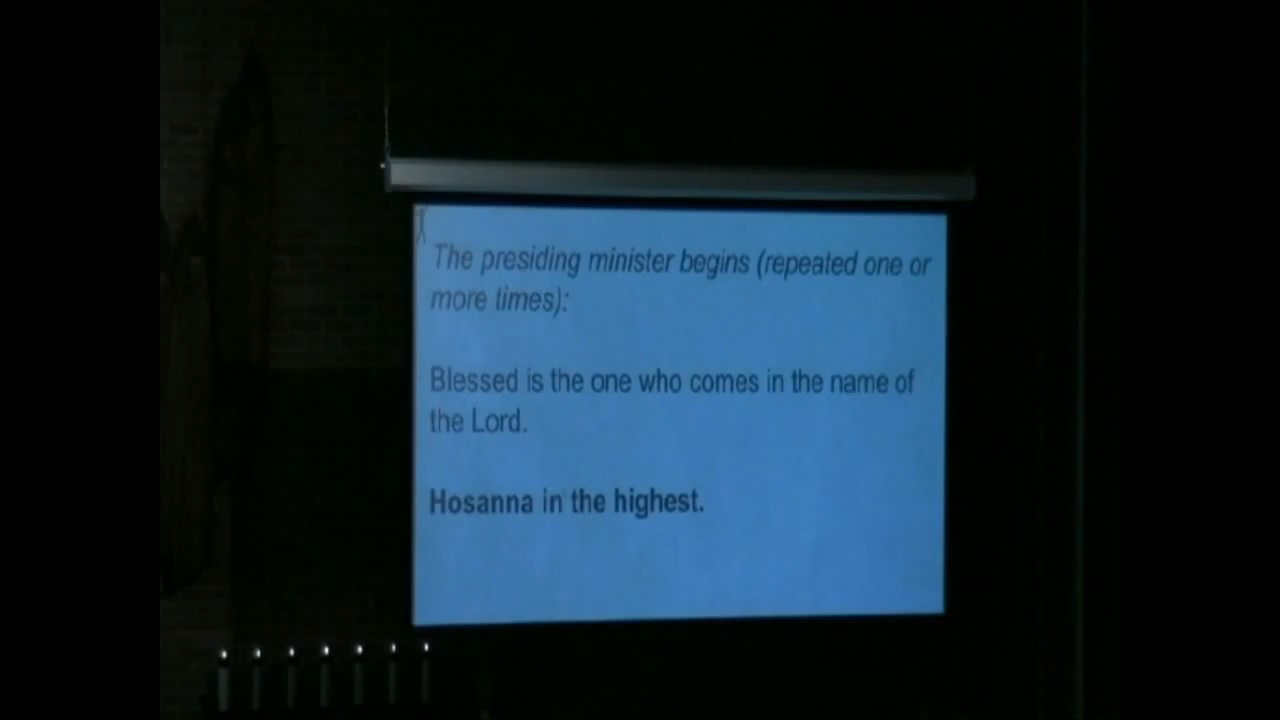 The presiding minister begins (repeated one or
more times):
Blessed is the one who comes in the name of
the Lord.
Hosanna in the highest.